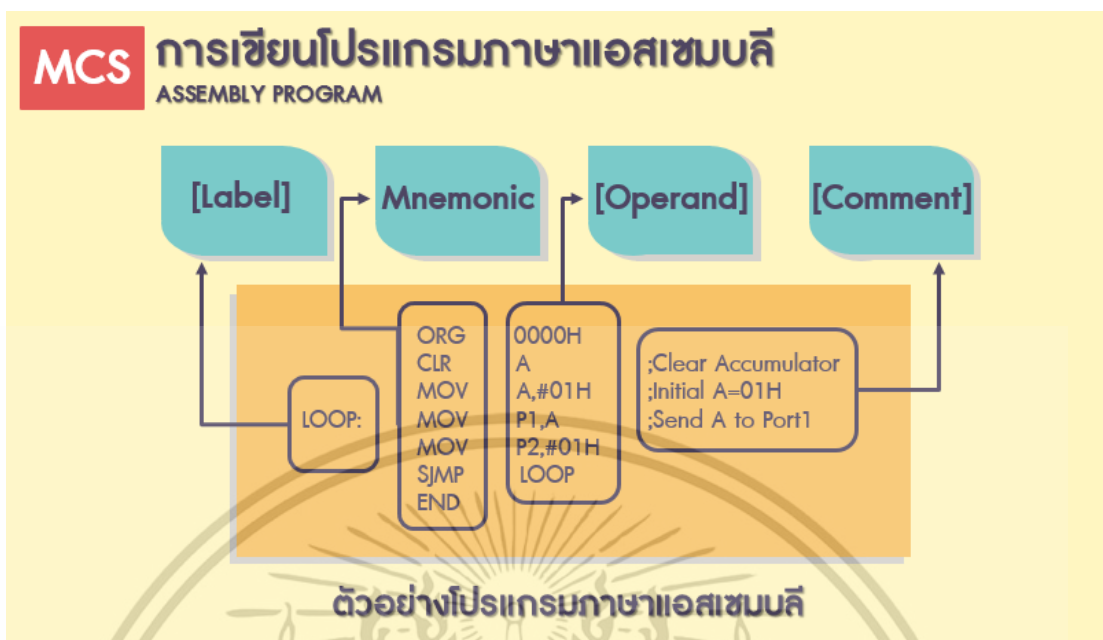 MCS การเขียนโปรแกรมภาษาแอสเซมบลี
ASSEMBLY PROGRAM
[Label] Mnemonic [Operand] [Comment]
ORG 0000H
CLR A ;Clear Accumulator
MOV A,#01H ;Initial A=01H
LOOP: MOV P1,A ;Send A to Port1
MOV P2,#01H
SJMP LOOP
END
ตัวอย่างโปรแกรมภาษาแอสเซมบลี